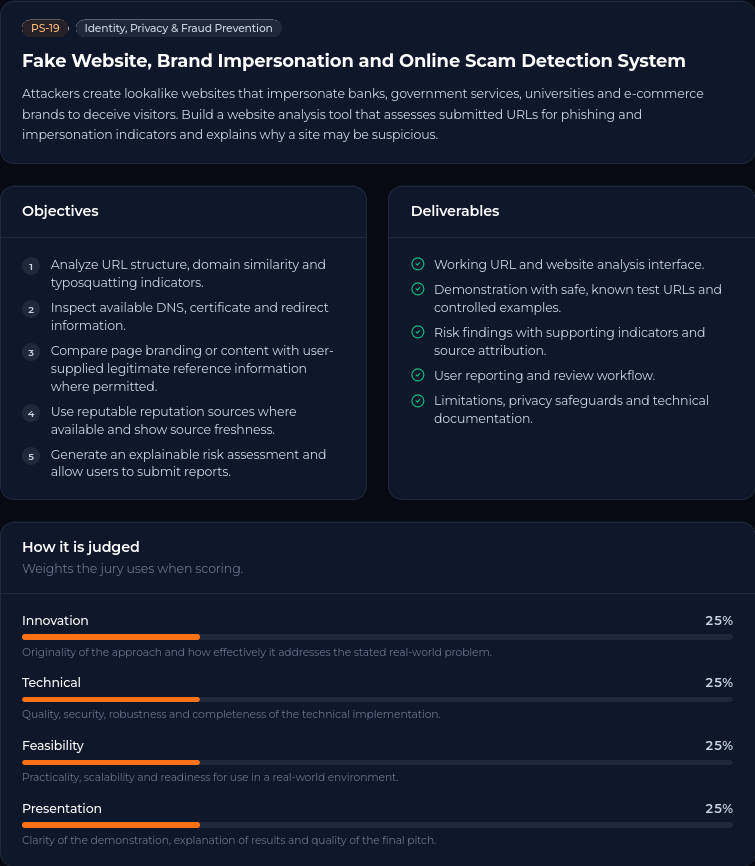 PS-19
Identity, Privacy & Fraud Prevention
Fake Website, Brand Impersonation and Online Scam Detection System
Attackers create lookalike websites that impersonate banks, government services, universities and e-commerce
brands to deceive visitors. Build a website analysis tool that assesses submitted URLs for phishing and
impersonation indicators and explains why a site may be suspicious.
Objectives
1 Analyze URL structure, domain similarity and
typosquatting indicators.
2 Inspect available DNS, certificate and redirect
information.
3 Compare page branding or content with user-
supplied legitimate reference information
where permitted.
4 Use reputable reputation sources where
available and show source freshness.
5 Generate an explainable risk assessment and
allow users to submit reports.
Deliverables
Working URL and website analysis interface.
Demonstration with safe, known test URLs and
controlled examples.
Risk findings with supporting indicators and
source attribution.
User reporting and review workflow.
Limitations, privacy safeguards and technical
documentation.
How it is judged
Weights the jury uses when scoring.
Innovation 25%
Originality of the approach and how effectively it addresses the stated real-world problem.
Technical 25%
Quality, security, robustness and completeness of the technical implementation.
Feasibility 25%
Practicality, scalability and readiness for use in a real-world environment.
Presentation 25%
Clarity of the demonstration, explanation of results and quality of the final pitch.